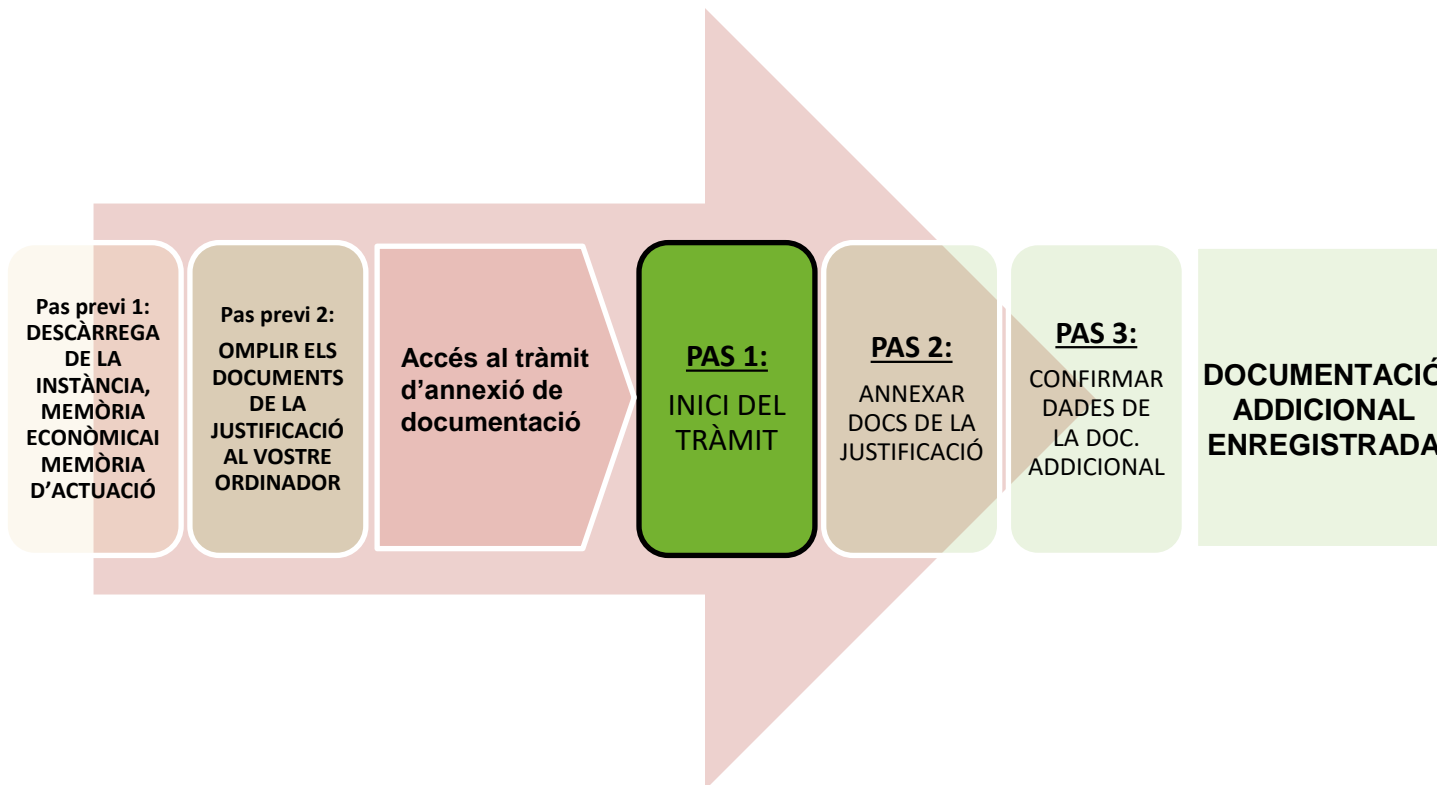 Pas previ 1:
DESCÀRREGA
DE LA
INSTÀNCIA,
MEMÒRIA
ECONÒMICAI
MEMÒRIA
D’ACTUACIÓ
Pas previ 2:
OMPLIR ELS
DOCUMENTS
DE LA
JUSTIFICACIÓ
AL VOSTRE
ORDINADOR
Accés al tràmit
d’annexió de
documentació
PAS 1:
INICI DEL
TRÀMIT
PAS 2:
ANNEXAR
DOCS DE LA
JUSTIFICACIÓ
PAS 3:
CONFIRMAR
DADES DE
LA DOC.
ADDICIONAL
DOCUMENTACIÓ
ADDICIONAL
ENREGISTRADA